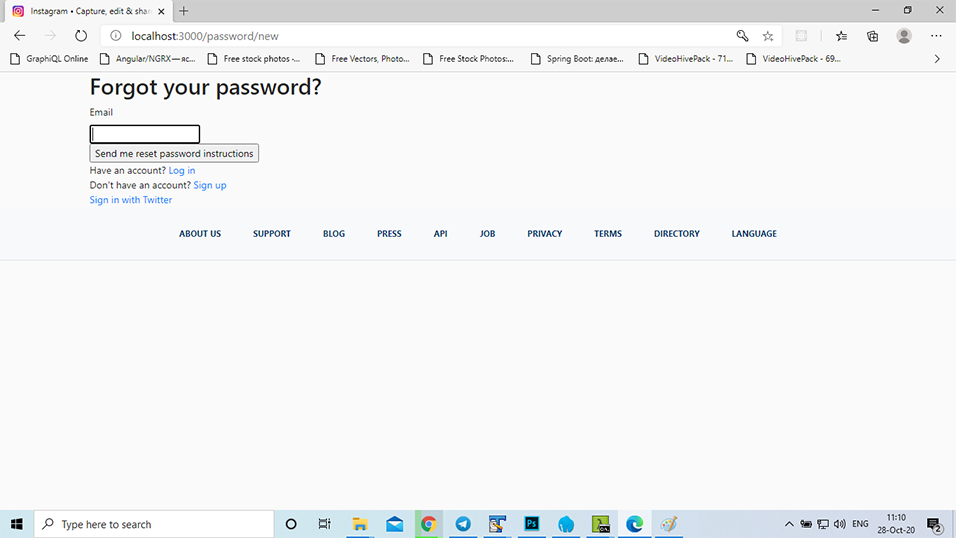 Instagram • Capture, edit & shar
localhost:3000/password/new
GraphiQL Online
Angular/NGRX — яс...
Free stock photos -...
Free Vectors, Photo...
Free Stock Photos:...
Spring Boot: делае...
VideoHivePack - 71...
VideoHivePack - 69...
Forgot your password?
Email
Send me reset password instructions
Have an account? Log in
Don't have an account? Sign up
Sign in with Twitter
ABOUT US SUPPORT BLOG PRESS API JOB PRIVACY TERMS DIRECTORY LANGUAGE
Type here to search
Ps
ENG
11:10
28-Oct-20
2